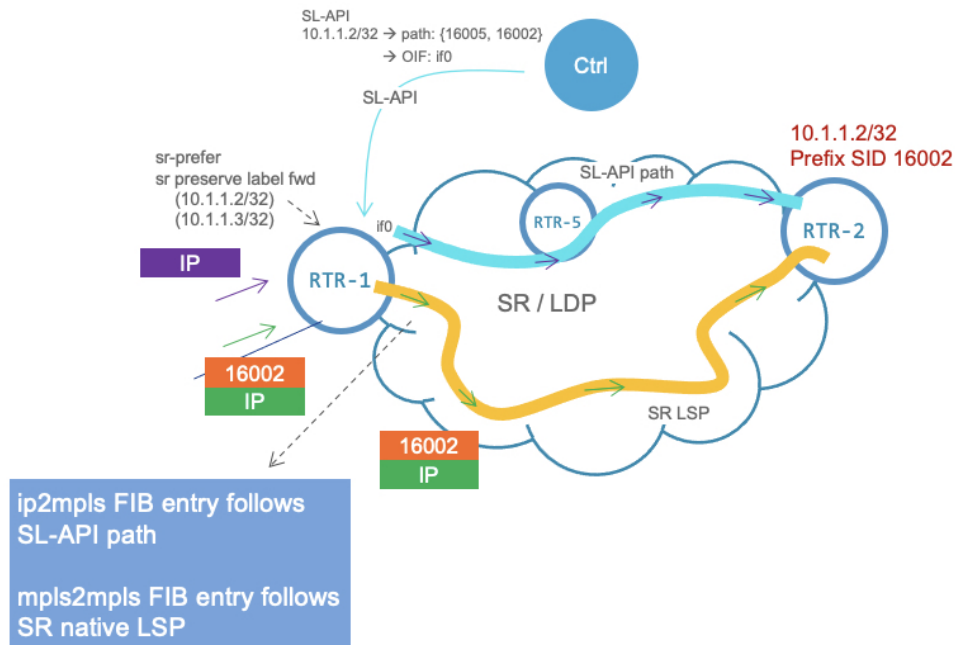 SL-API
10.1.1.2/32 → path: {16005, 16002}
→ OIF: if0
Ctrl
SL-API
10.1.1.2/32
Prefix SID 16002
sr-prefer
sr preserve label fwd
(10.1.1.2/32)
(10.1.1.3/32)
SL-API path
if0
RTR-5
RTR-2
IP
RTR-1
SR / LDP
16002
IP
SR LSP
16002
IP
ip2mpls FIB entry follows
SL-API path
mpls2mpls FIB entry follows
SR native LSP